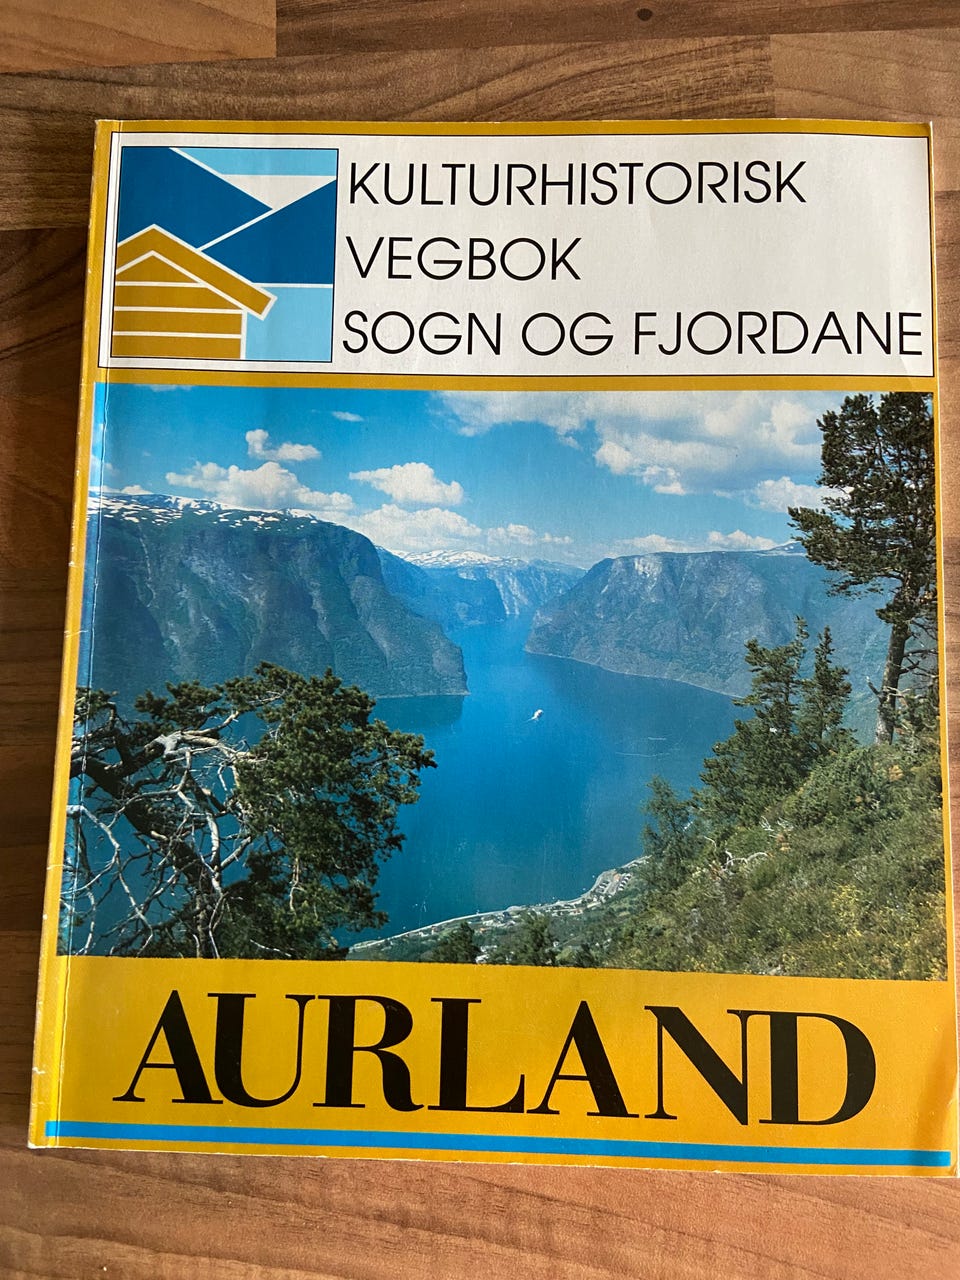 KULTURHISTORISK
VEGBOK
SOGN OG FJORDANE
AURLAND